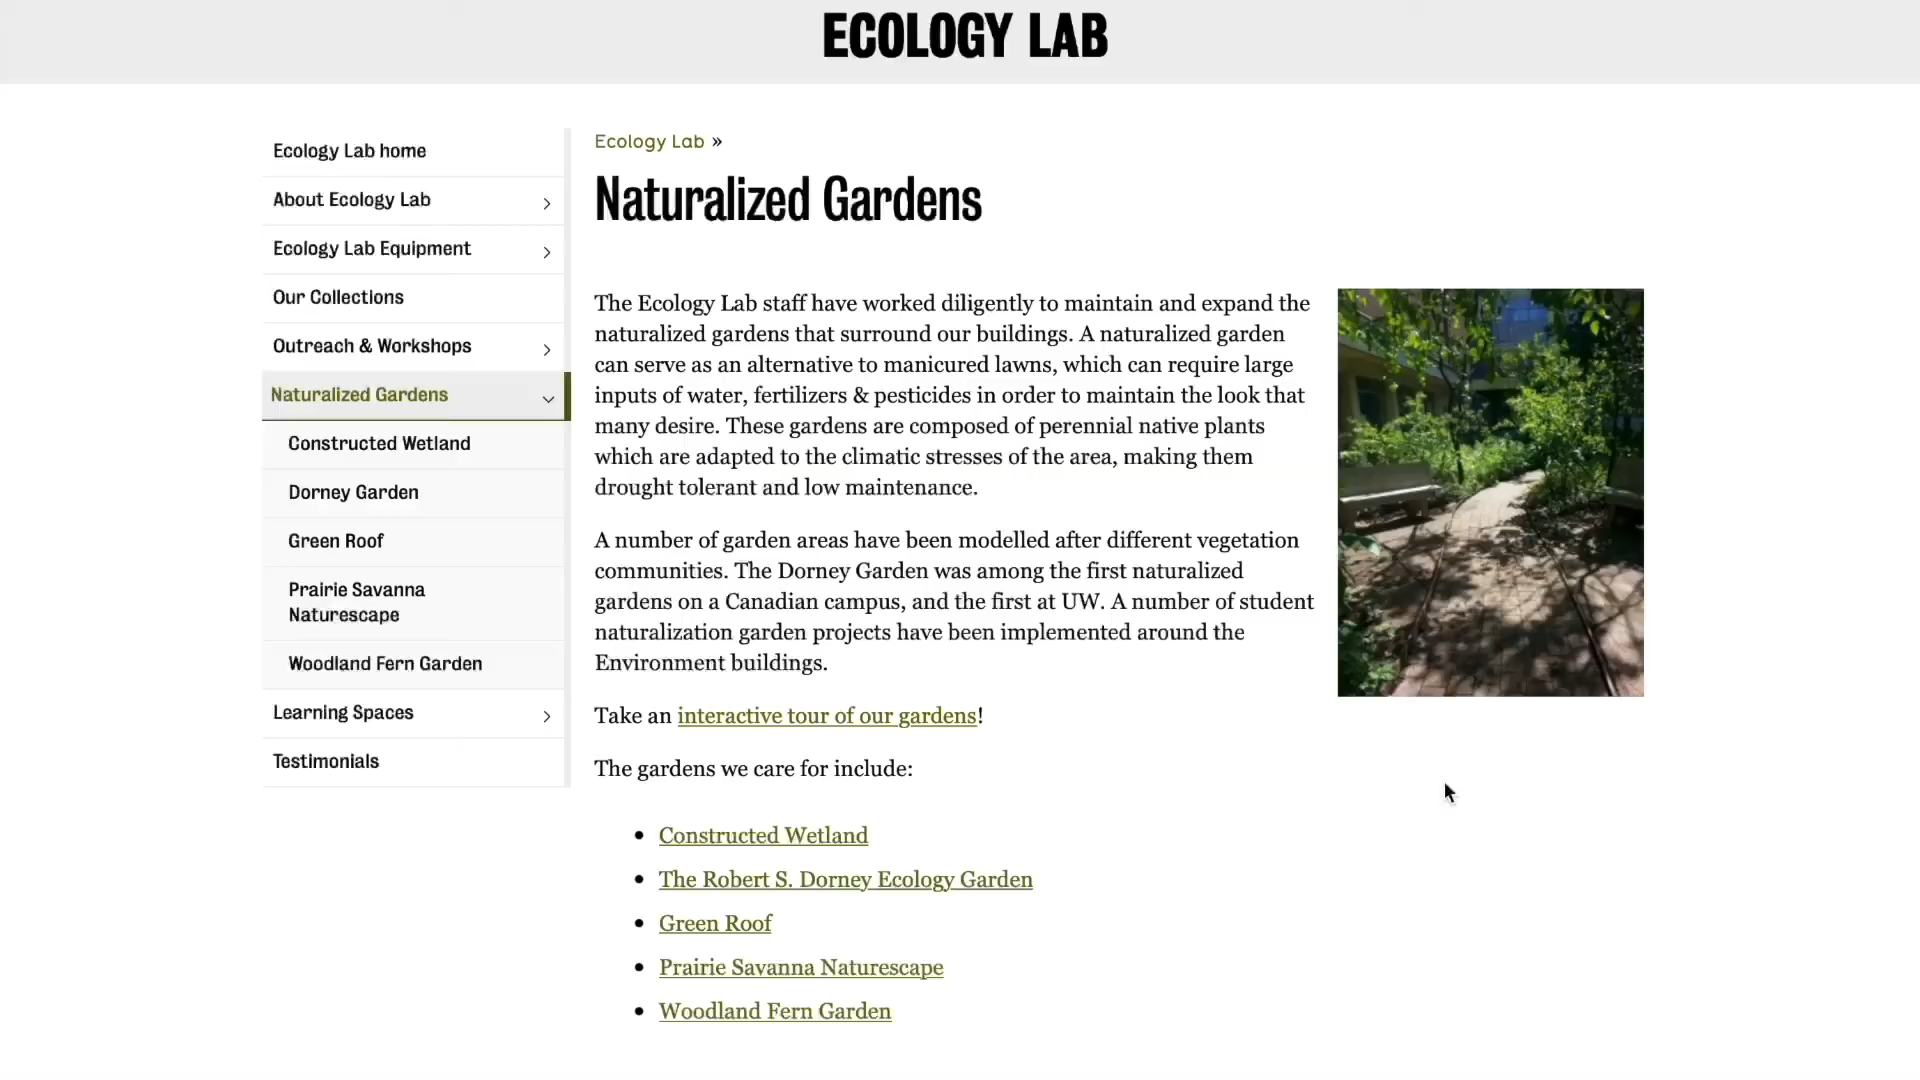 ECOLOGY LAB
Ecology Lab home
About Ecology Lab
Ecology Lab Equipment
Our Collections
Outreach & Workshops
Naturalized Gardens
Constructed Wetland
Dorney Garden
Green Roof
Prairie Savanna
Naturescape
Woodland Fern Garden
Learning Spaces
Testimonials
Ecology Lab »
Naturalized Gardens
The Ecology Lab staff have worked diligently to maintain and expand the
naturalized gardens that surround our buildings. A naturalized garden
can serve as an alternative to manicured lawns, which can require large
inputs of water, fertilizers & pesticides in order to maintain the look that
many desire. These gardens are composed of perennial native plants
which are adapted to the climatic stresses of the area, making them
drought tolerant and low maintenance.
A number of garden areas have been modelled after different vegetation
communities. The Dorney Garden was among the first naturalized
gardens on a Canadian campus, and the first at UW. A number of student
naturalization garden projects have been implemented around the
Environment buildings.
Take an interactive tour of our gardens!
The gardens we care for include:
• Constructed Wetland
• The Robert S. Dorney Ecology Garden
• Green Roof
• Prairie Savanna Naturescape
• Woodland Fern Garden